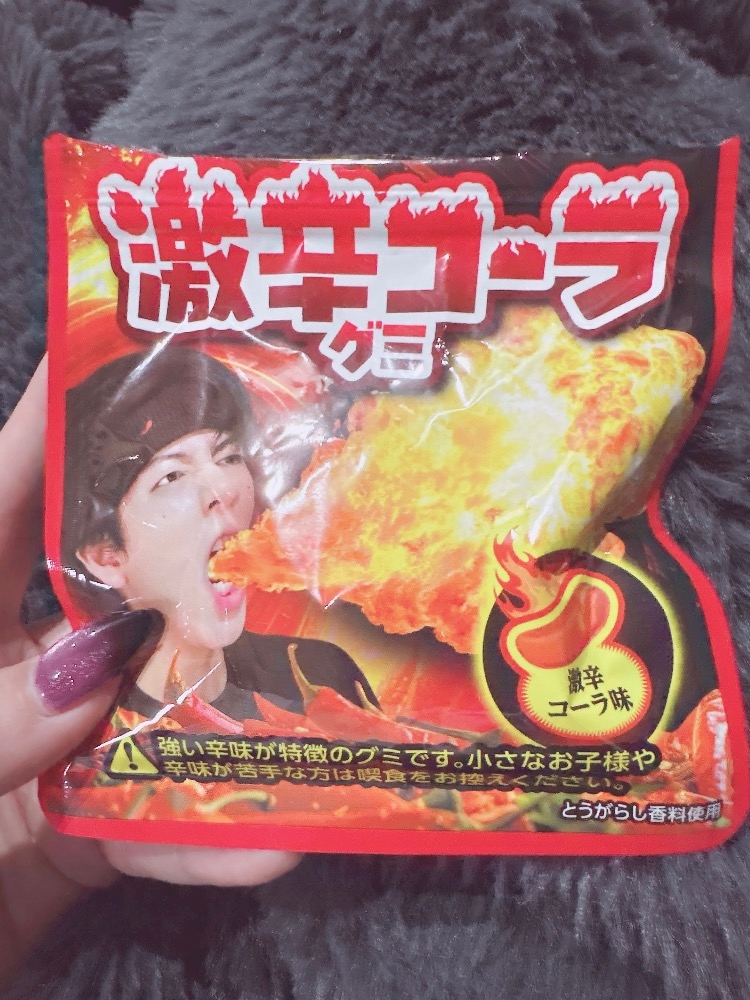 激辛コーラ
グミ
激辛
コーラ味
強い辛味が特徴のグミです。小さなお子様や
辛味が苦手な方は喫食をお控えください。
とうがらし香料使用